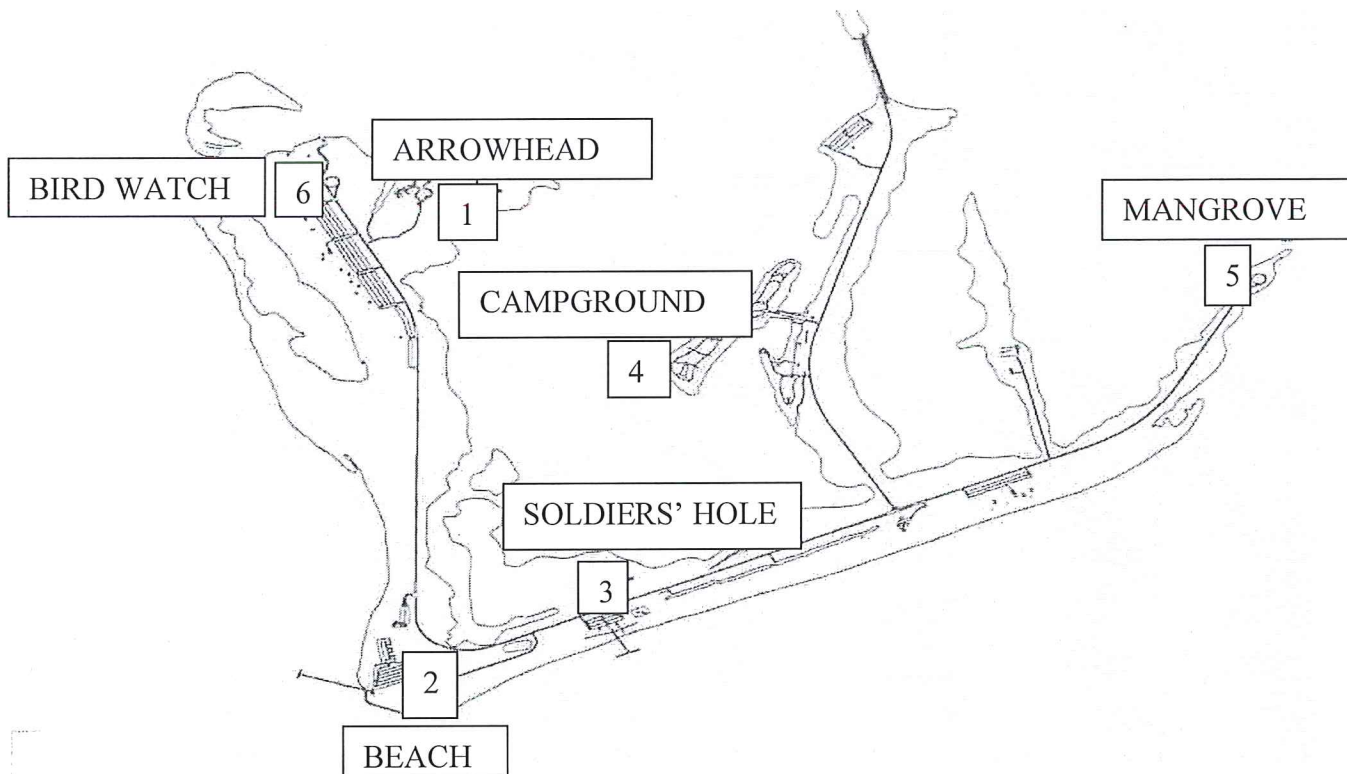 ARROWHEAD
BIRD WATCH
6
1
MANGROVE
5
CAMPGROUND
4
SOLDIERS’ HOLE
3
2
BEACH